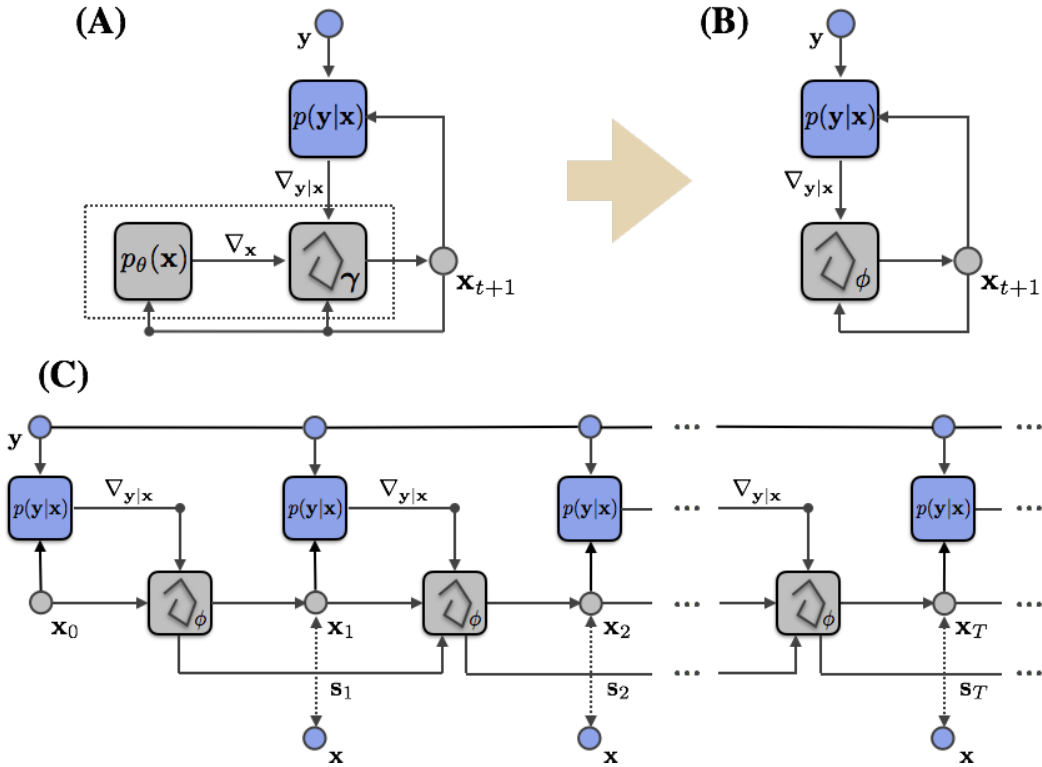 (A)
(B)
y
y
p(y|x)
p(y|x)
∇y|x
∇y|x
pθ(x)
∇x
γ
xt+1
ϕ
xt+1
(C)
y
p(y|x)
∇y|x
p(y|x)
∇y|x
p(y|x)
...
∇y|x
p(y|x)
...
x0
ϕ
x1
ϕ
x2
...
ϕ
xT
...
s1
s2
...
sT
...
x
x
x